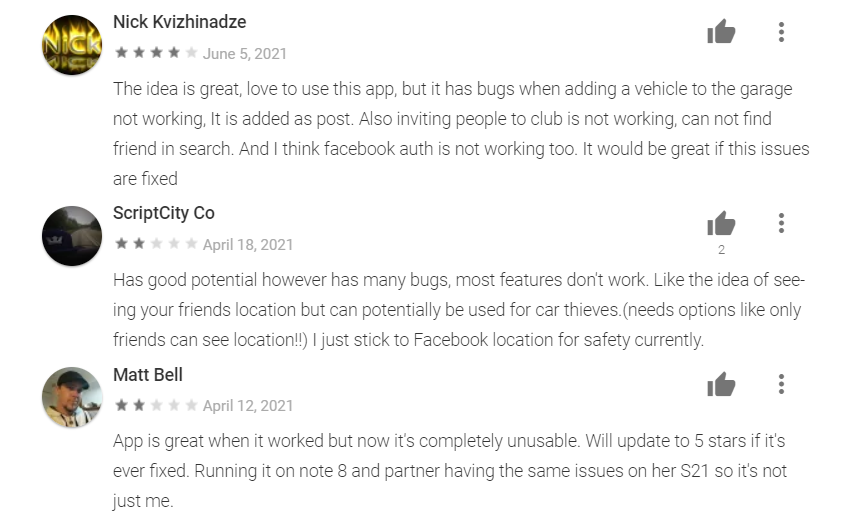 Nick Kvizhinadze
NiCK
June 5, 2021
The idea is great, love to use this app, but it has bugs when adding a vehicle to the garage
not working, It is added as post. Also inviting people to club is not working, can not find
friend in search. And I think facebook auth is not working too. It would be great if this issues
are fixed
ScriptCity Co
April 18, 2021
2
Has good potential however has many bugs, most features don't work. Like the idea of see-
ing your friends location but can potentially be used for car thieves.(needs options like only
friends can see location!!) I just stick to Facebook location for safety currently.
Matt Bell
April 12, 2021
App is great when it worked but now it's completely unusable. Will update to 5 stars if it's
ever fixed. Running it on note 8 and partner having the same issues on her S21 so it's not
just me.